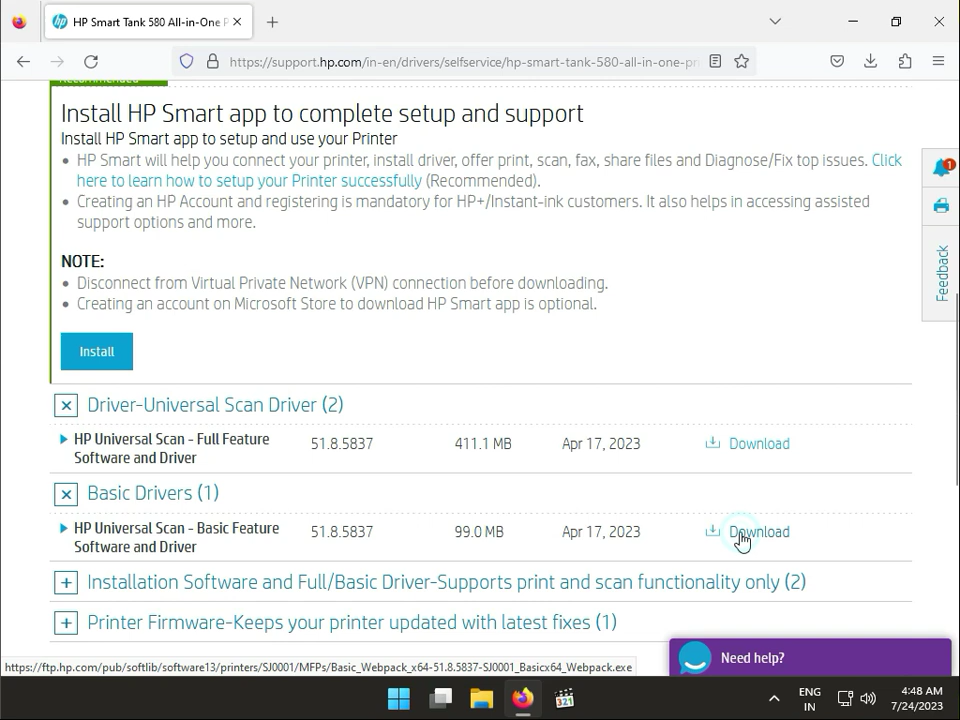 HP Smart Tank 580 All-in-One P
https://support.hp.com/in-en/drivers/selfservice/hp-smart-tank-580-all-in-one-pr
Recommended
Install HP Smart app to complete setup and support
Install HP Smart app to setup and use your Printer
HP Smart will help you connect your printer, install driver, offer print, scan, fax, share files and Diagnose/Fix top issues. Click
here to learn how to setup your Printer successfully (Recommended).
Creating an HP Account and registering is mandatory for HP+/Instant-ink customers. It also helps in accessing assisted
support options and more.
1
Feedback
NOTE:
Disconnect from Virtual Private Network (VPN) connection before downloading.
Creating an account on Microsoft Store to download HP Smart app is optional.
Install
Driver-Universal Scan Driver (2)
HP Universal Scan - Full Feature
Software and Driver
51.8.5837
411.1 MB
Apr 17, 2023
Download
Basic Drivers (1)
HP Universal Scan - Basic Feature
Software and Driver
51.8.5837
99.0 MB
Apr 17, 2023
Download
Installation Software and Full/Basic Driver-Supports print and scan functionality only (2)
Printer Firmware-Keeps your printer updated with latest fixes (1)
Need help?
https://ftp.hp.com/pub/softlib/software13/printers/SJ0001/MFPs/Basic_Webpack_x64-51.8.5837-SJ0001_Basicx64_Webpack.exe
321
ENG
IN
4:48 AM
7/24/2023